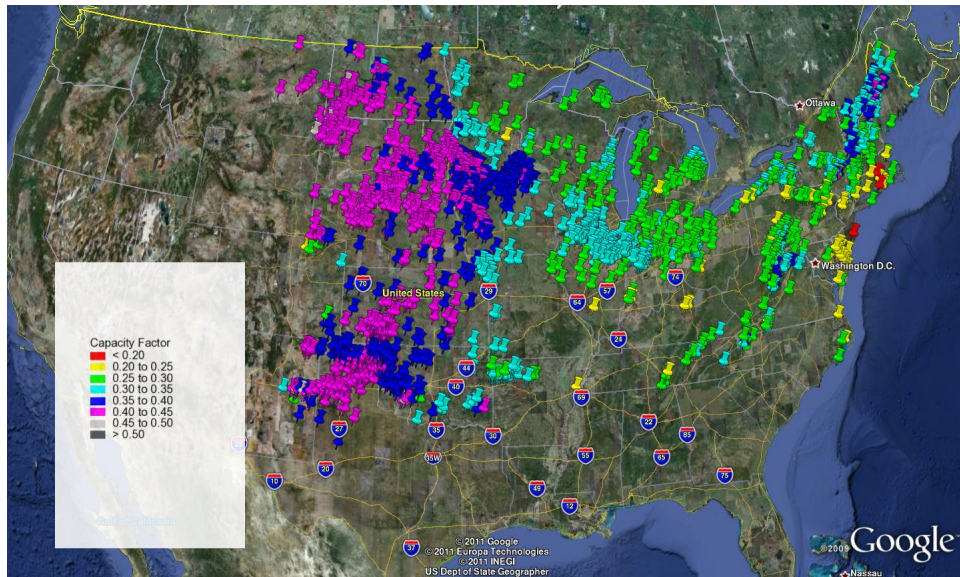 Ottawa
Washington D.C.
70
United States
29
64
57
74
24
44
40
69
27
35
30
22
85
35W
55
65
10
20
75
49
12
37
Capacity Factor
< 0.20
0.20 to 0.25
0.25 to 0.30
0.30 to 0.35
0.35 to 0.40
0.40 to 0.45
0.45 to 0.50
> 0.50
© 2011 Google
© 2011 Europa Technologies
© 2011 INEGI
US Dept of State Geographer
©2009 Google
Nassau